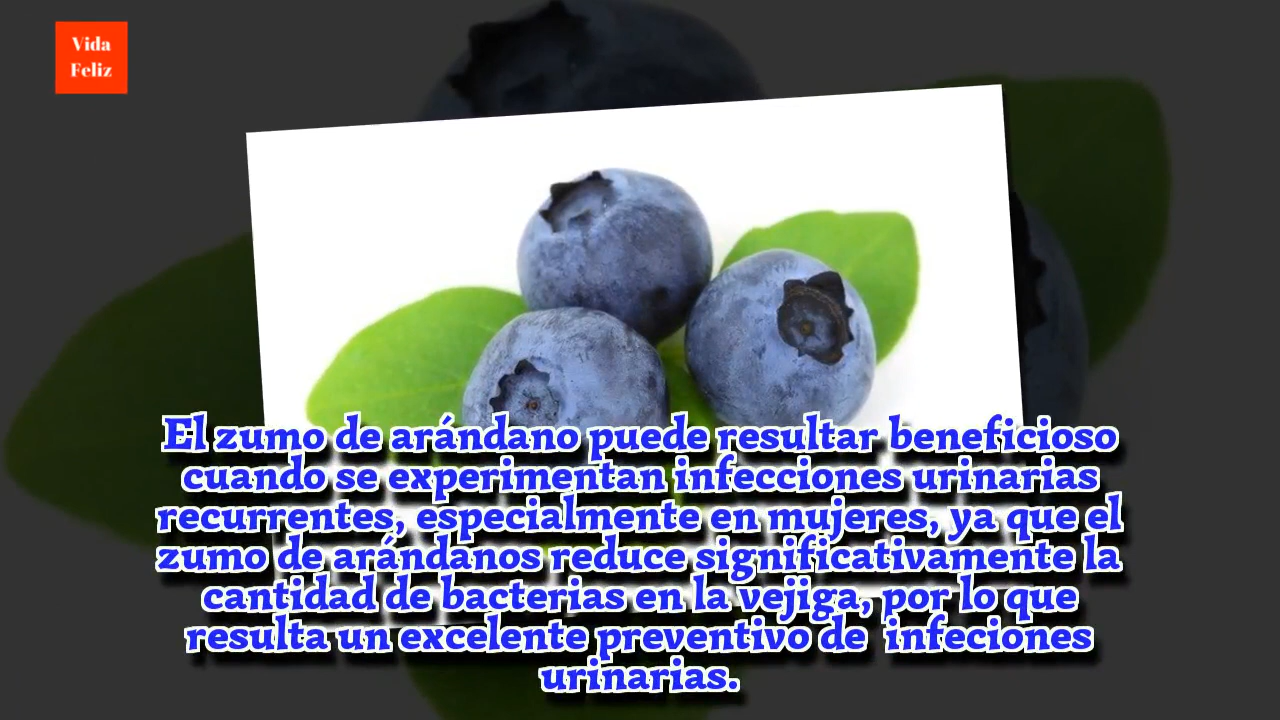 Vida
Feliz
El zumo de arándano puede resultar beneficioso
cuando se experimentan infecciones urinarias
recurrentes, especialmente en mujeres, ya que el
zumo de arándanos reduce significativamente la
cantidad de bacterias en la vejiga, por lo que
resulta un excelente preventivo de  infeciones
urinarias.